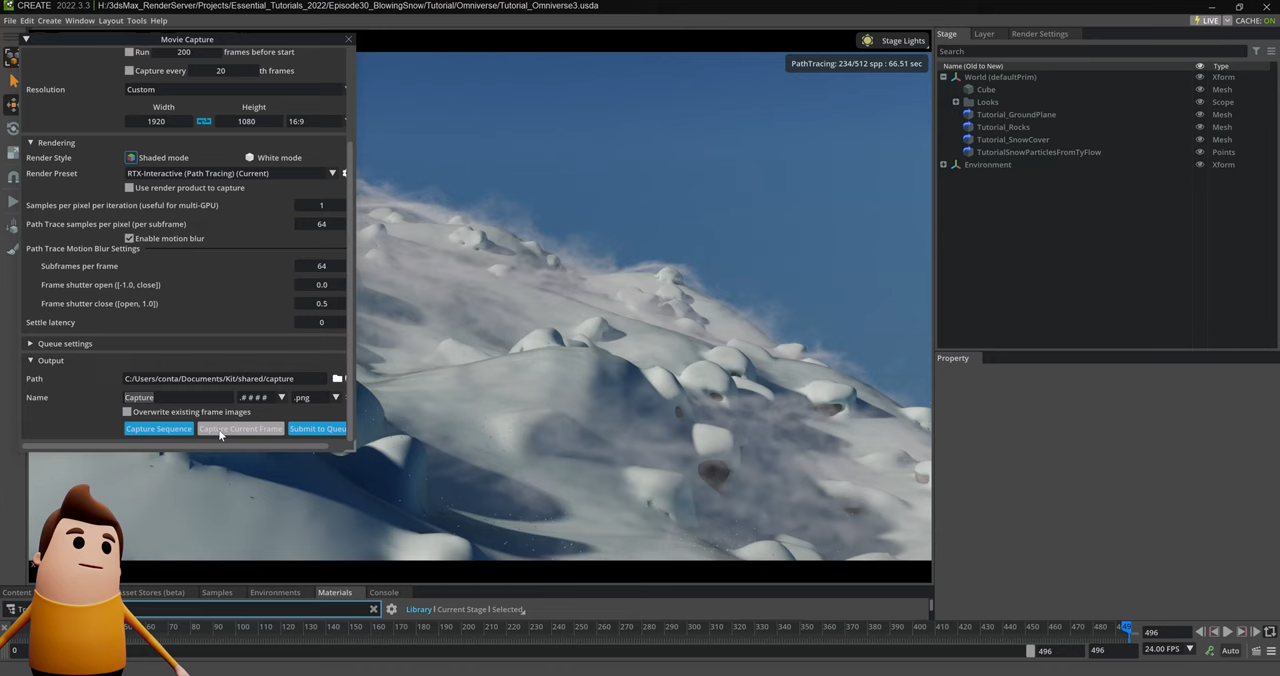 CREATE 2022.3.3 | H:/3dsMax_RenderServer/Projects/Essential_Tutorials_2022/Episode30_BlowingSnow/Tutorial/Omniverse/Tutorial_Omniverse3.usda
File Edit Create Window Layout Tools Help
LIVE CACHE: ON
Movie Capture
Run 200 frames before start
Capture every 20 th frames
Resolution Custom
Width Height
1920 1080 16:9
Rendering
Render Style Shaded mode White mode
Render Preset RTX-Interactive (Path Tracing) (Current)
Use render product to capture
Samples per pixel per iteration (useful for multi-GPU) 1
Path Trace samples per pixel (per subframe) 64
Enable motion blur
Path Trace Motion Blur Settings
Subframes per frame 64
Frame shutter open ([-1.0, close]) 0.0
Frame shutter close ([open, 1.0]) 0.5
Settle latency 0
Queue settings
Output
Path C:/Users/conta/Documents/Kit/shared/capture
Name Capture .#### .png
Overwrite existing frame images
Capture Sequence Capture Current Frame Submit to Queu
Stage Lights
PathTracing: 234/512 spp : 66.51 sec
Stage Layer Render Settings
Search
Name (Old to New) Type
World (defaultPrim) Xform
Cube Mesh
Looks Scope
Tutorial_GroundPlane Mesh
Tutorial_Rocks Mesh
Tutorial_SnowCover Mesh
TutorialSnowParticlesFromTyFlow Points
Environment Xform
Property
Content Asset Stores (beta) Samples Environments Materials Console
Library | Current Stage | Selected
60 70 80 90 100 110 120 130 140 150 160 170 180 190 200 210 220 230 240 250 260 270 280 290 300 310 320 330 340 350 360 370 380 390 400 410 420 430 440 450 460 470 480 496
0 496 496 24.00 FPS Auto